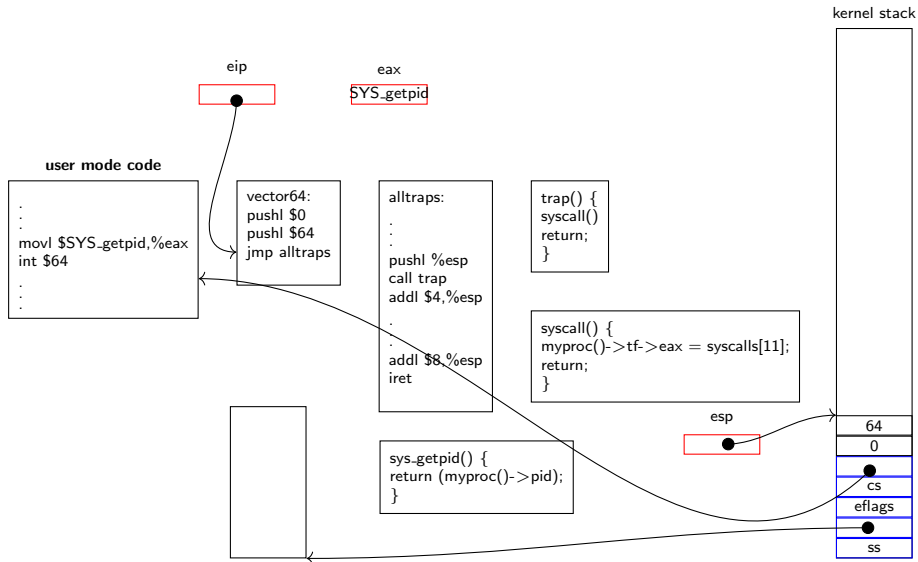 kernel stack
eip
eax
SYS_getpid
user mode code
.
.
.
movl $SYS_getpid,%eax
int $64
.
.
.
vector64:
pushl $0
pushl $64
jmp alltraps
alltraps:
.
.
.
pushl %esp
call trap
addl $4,%esp
.
.
.
addl $8,%esp
iret
trap() {
syscall()
return;
}
syscall() {
myproc()->tf->eax = syscalls[11];
return;
}
sys_getpid() {
return (myproc()->pid);
}
esp
64
0
cs
eflags
ss